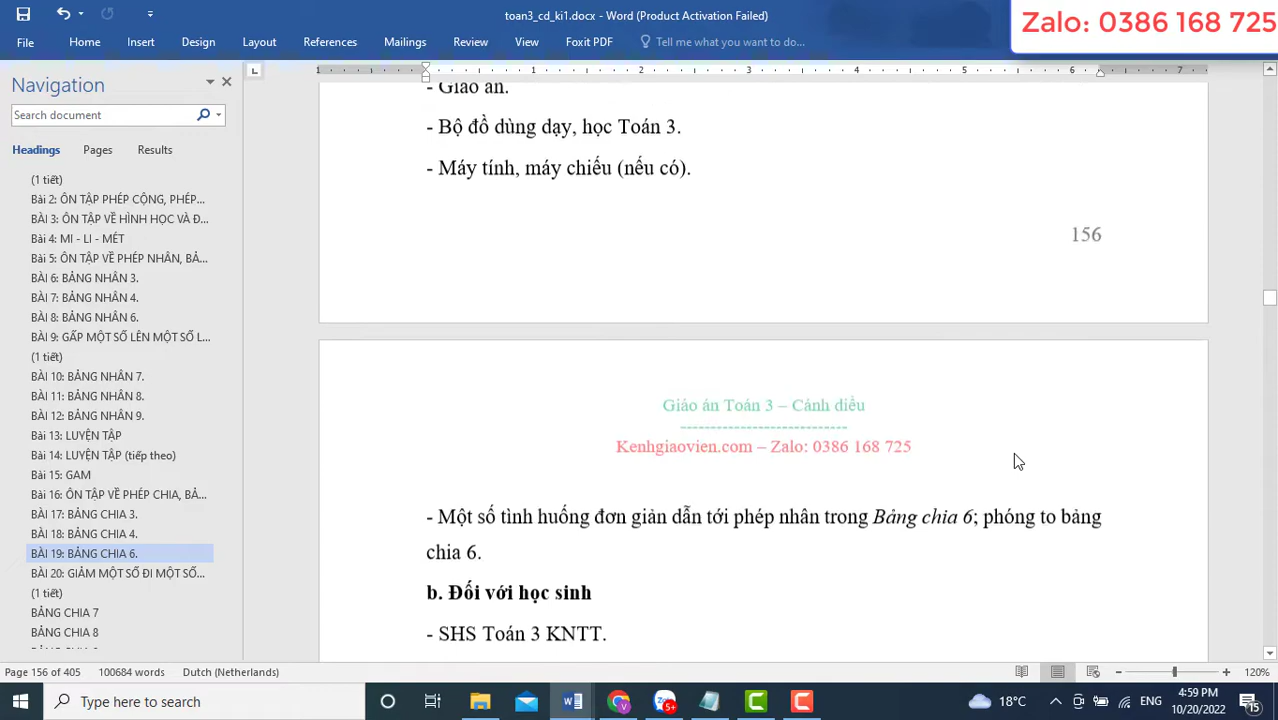 toan3_cd_ki1.docx - Word (Product Activation Failed)
Zalo: 0386 168 725
File Home Insert Design Layout References Mailings Review View Foxit PDF Tell me what you want to do...
Navigation
Search document
Headings Pages Results
(1 tiết)
Bài 2: ÔN TẬP PHÉP CỘNG, PHÉP...
BÀI 3: ÔN TẬP VỀ HÌNH HỌC VÀ Đ...
Bài 4: MI - LI - MÉT
Bài 5: ÔN TẬP VỀ PHÉP NHÂN, BẢ...
BÀI 6: BẢNG NHÂN 3.
BÀI 7: BẢNG NHÂN 4.
BÀI 8: BẢNG NHÂN 6.
BÀI 9: GẤP MỘT SỐ LÊN MỘT SỐ L...
(1 tiết)
BÀI 10: BẢNG NHÂN 7.
BÀI 11: BẢNG NHÂN 8.
BÀI 12: BẢNG NHÂN 9.
Bài 13: LUYỆN TẬP
Bài 14: LUYỆN TẬP (tiếp theo)
Bài 15: GAM
Bài 16: ÔN TẬP VỀ PHÉP CHIA, BẢ...
BÀI 17: BẢNG CHIA 3.
BÀI 18: BẢNG CHIA 4.
BÀI 19: BẢNG CHIA 6.
BÀI 20: GIẢM MỘT SỐ ĐI MỘT SỐ...
(1 tiết)
BẢNG CHIA 7
BẢNG CHIA 8
1 1 2 3 4 5 6 7
- Giáo án.
- Bộ đồ dùng dạy, học Toán 3.
- Máy tính, máy chiếu (nếu có).
156
Giáo án Toán 3 – Cánh diều
----------------------------
Kenhgiaovien.com – Zalo: 0386 168 725
- Một số tình huống đơn giản dẫn tới phép nhân trong Bảng chia 6; phóng to bảng
chia 6.
b. Đối với học sinh
- SHS Toán 3 KNTT.
Page 156 of 405 100684 words Dutch (Netherlands) 120%
Type here to search 5+ 18°C ENG 4:59 PM
10/20/2022 15